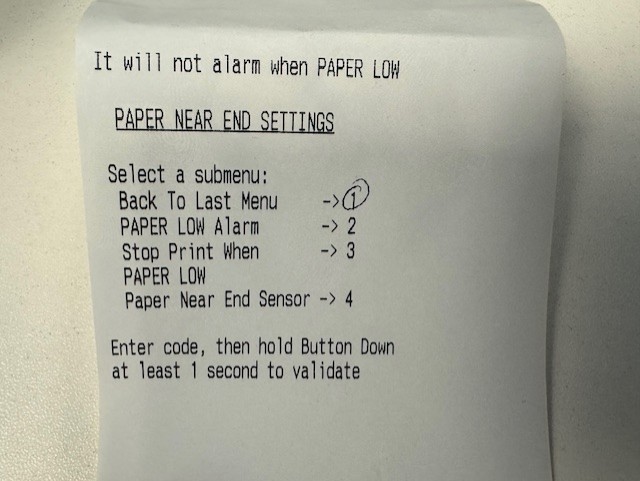 It will not alarm when PAPER LOW
PAPER NEAR END SETTINGS
Select a submenu:
Back To Last Menu -> 1
PAPER LOW Alarm -> 2
Stop Print When -> 3
PAPER LOW
Paper Near End Sensor -> 4
Enter code, then hold Button Down
at least 1 second to validate